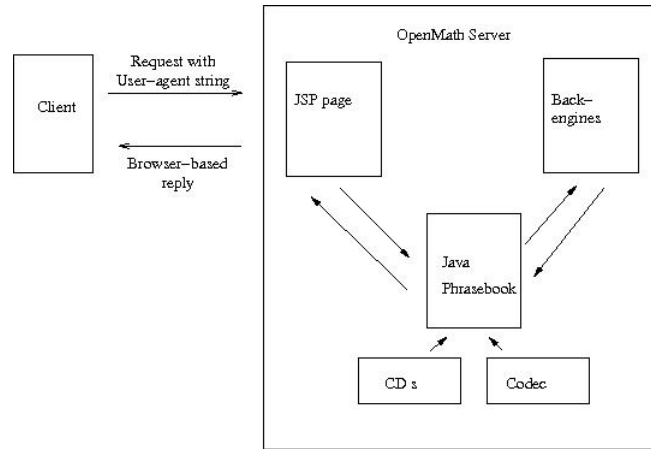 OpenMath Server
Request with
User-agent string
Client
JSP page
Back-
engines
Browser-based
reply
Java
Phrasebook
CD s
Codec